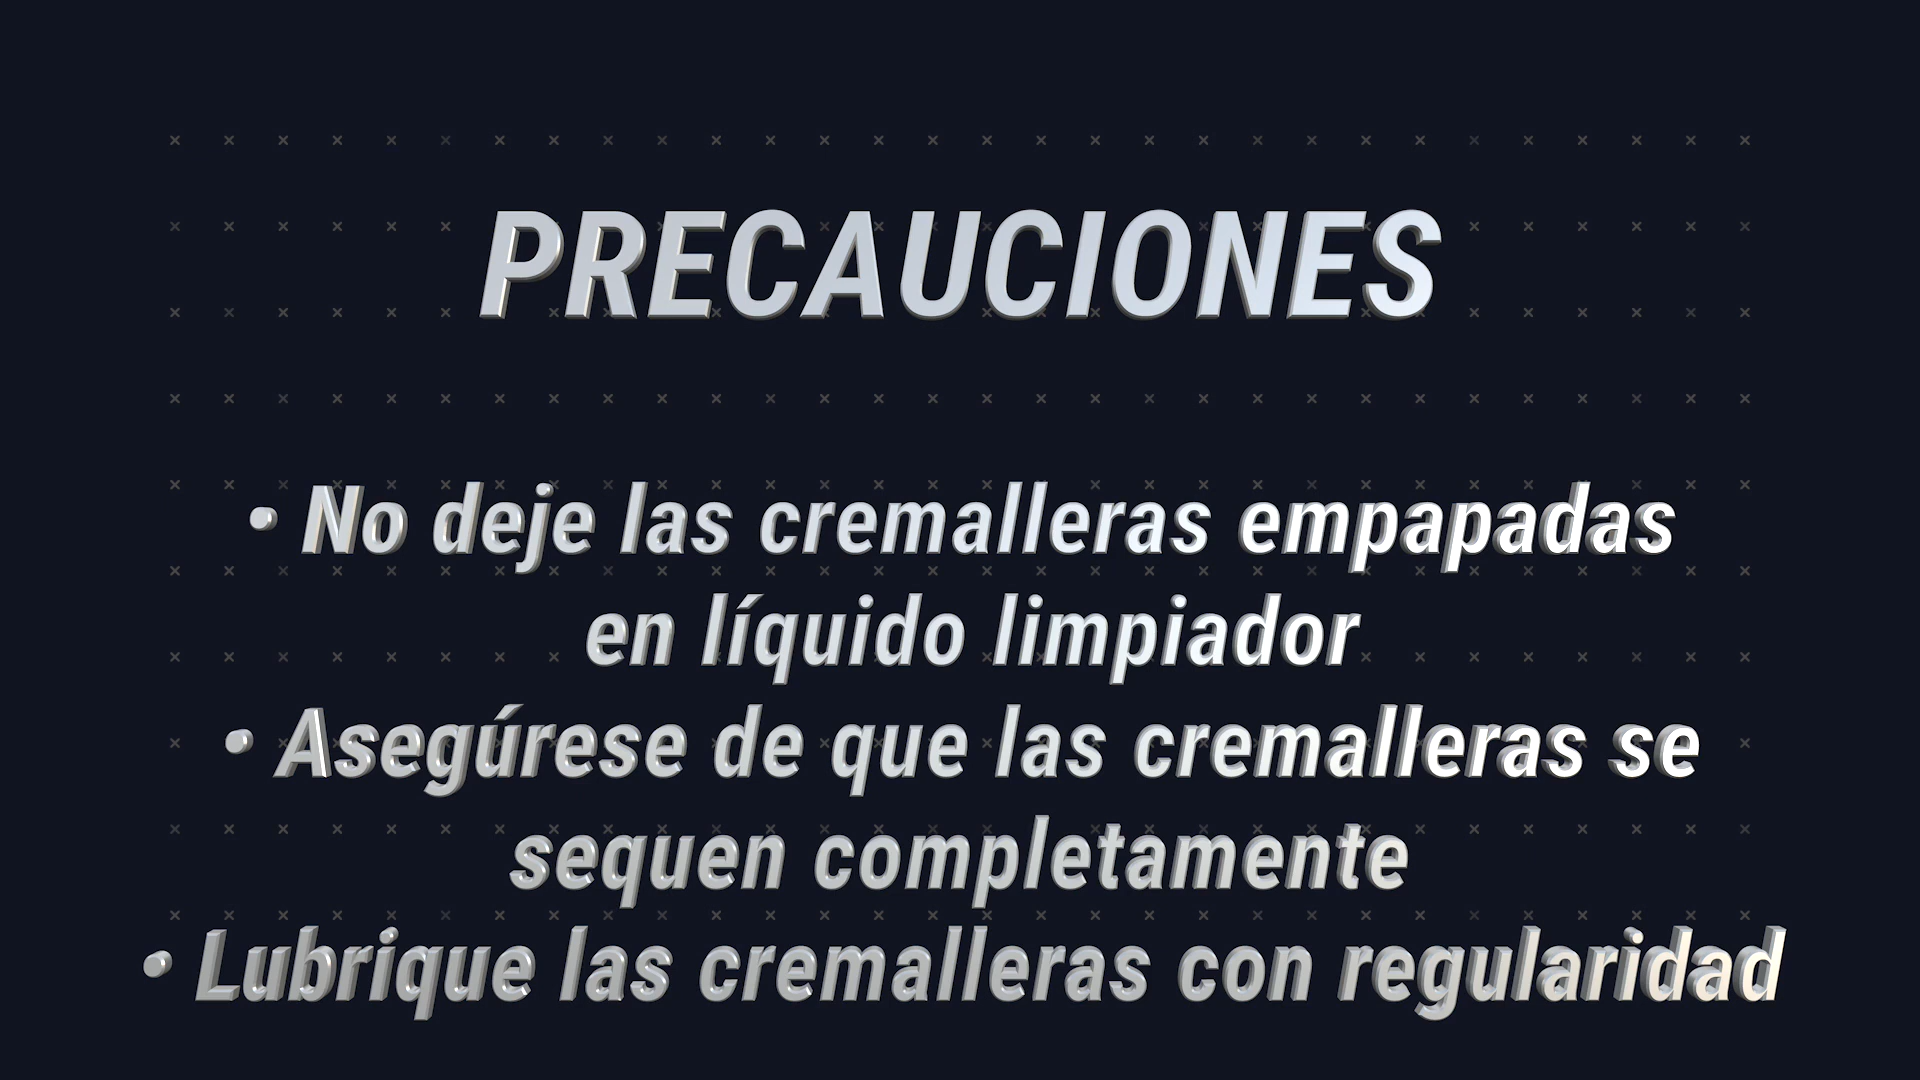 PRECAUCIONES
• No deje las cremalleras empapadas
en líquido limpiador
• Asegúrese de que las cremalleras se
sequen completamente
• Lubrique las cremalleras con regularidad